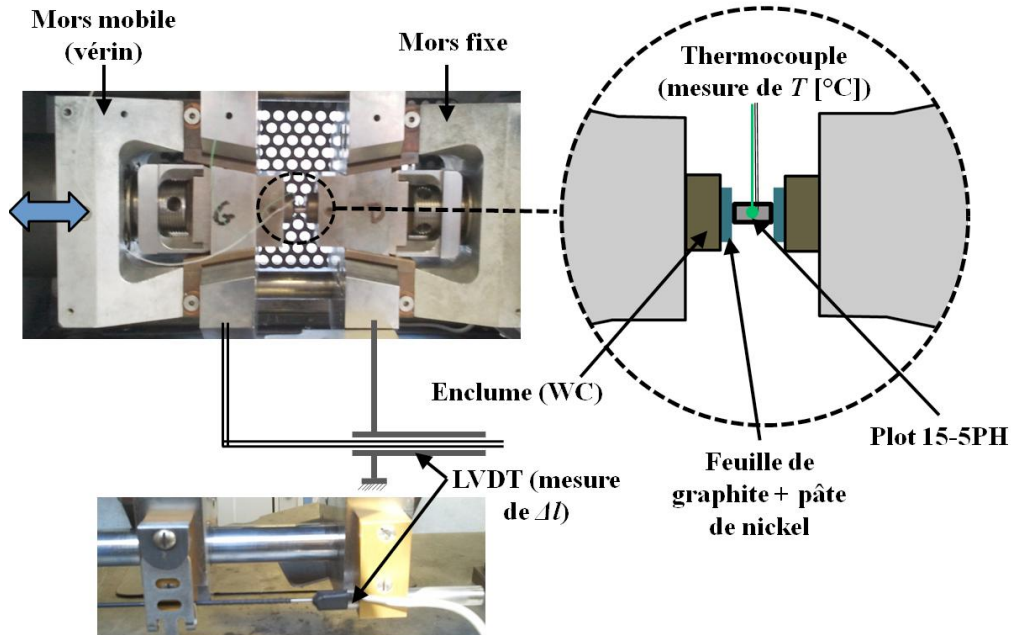 Mors mobile
(vérin)
Mors fixe
Thermocouple
(mesure de T [°C])
G
D
Enclume (WC)
Plot 15-5PH
Feuille de
graphite + pâte
de nickel
LVDT (mesure
de Δl)